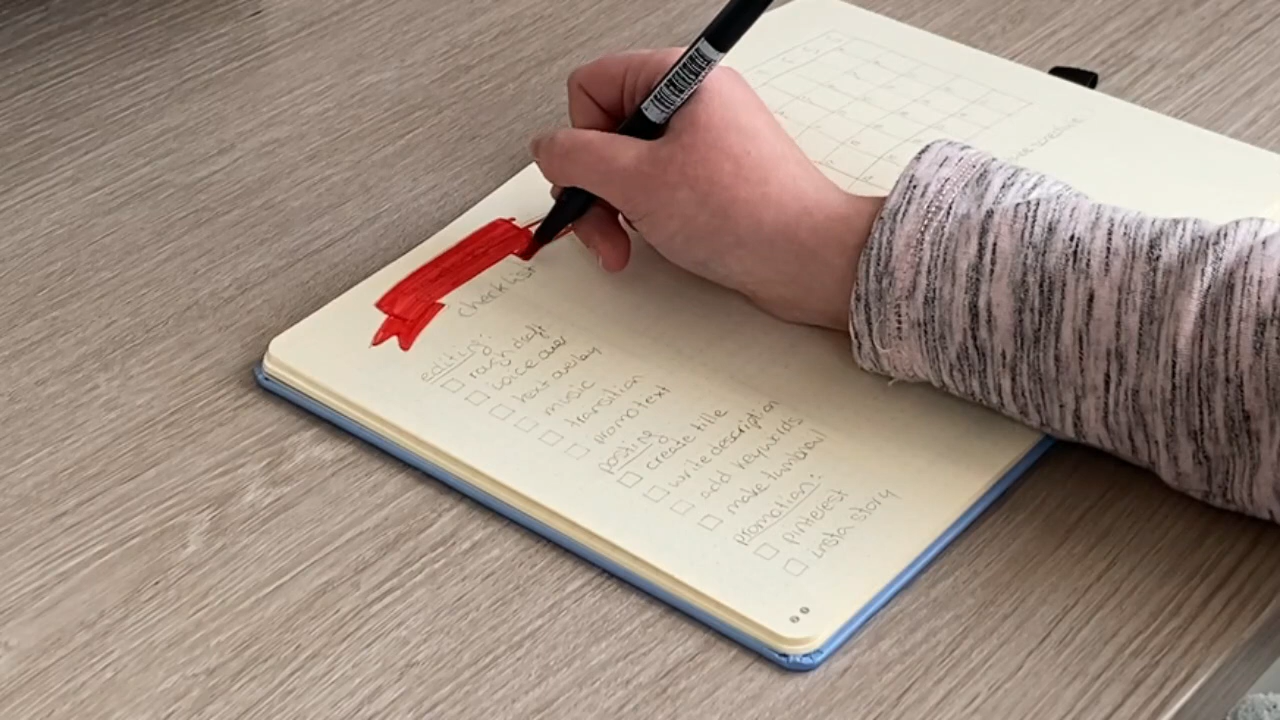 checklist
editing:
rough draft
voice over
text overlay
music
transition
promo text
posting
create title
write description
add keywords
make tumbnail
promotion:
pinterest
insta story